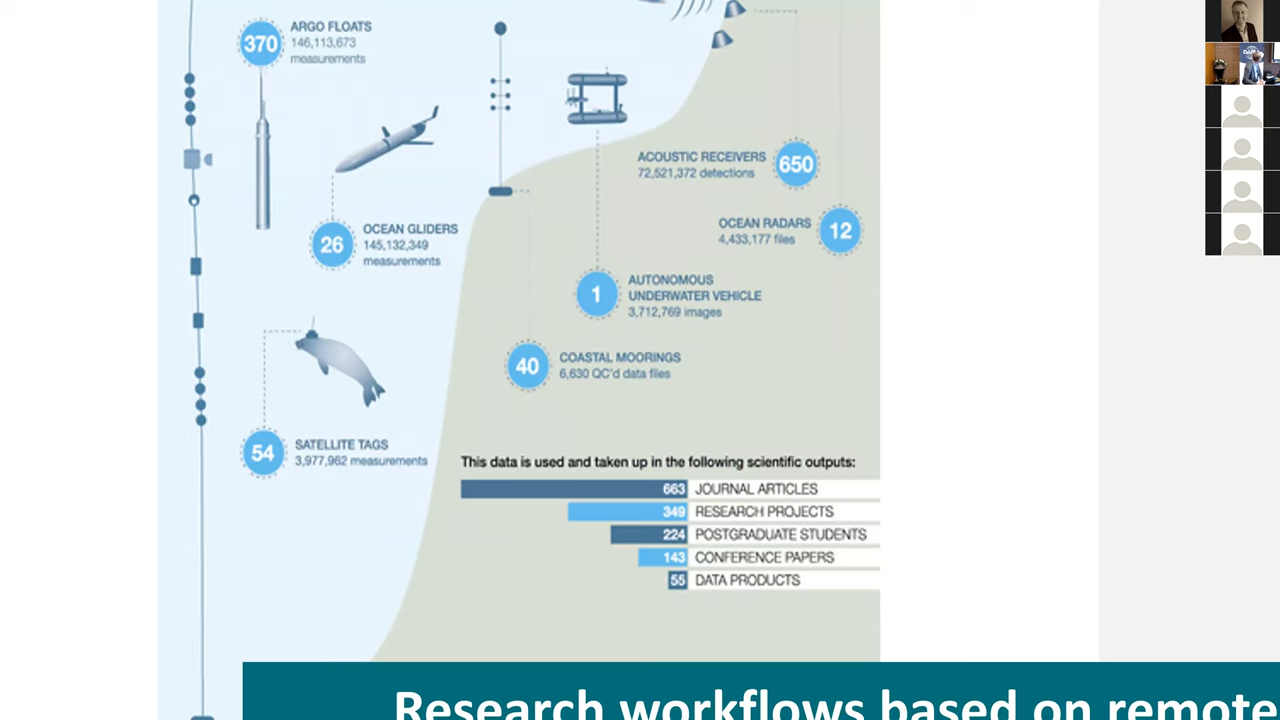 370
ARGO FLOATS
146,113,673
measurements
ACOUSTIC RECEIVERS
72,521,372 detections
650
26
OCEAN GLIDERS
145,132,349
measurements
OCEAN RADARS
4,433,177 files
12
1
AUTONOMOUS
UNDERWATER VEHICLE
3,712,769 images
40
COASTAL MOORINGS
6,630 QC'd data files
54
SATELLITE TAGS
3,977,962 measurements
This data is used and taken up in the following scientific outputs:
663 JOURNAL ARTICLES
349 RESEARCH PROJECTS
224 POSTGRADUATE STUDENTS
143 CONFERENCE PAPERS
55 DATA PRODUCTS
Research workflows based on remote